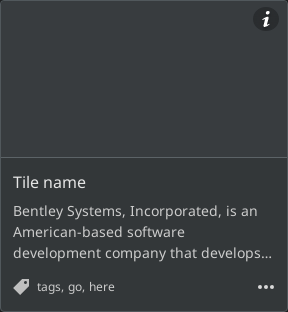 i
Tile name
Bentley Systems, Incorporated, is an
American-based software
development company that develops...
tags, go, here